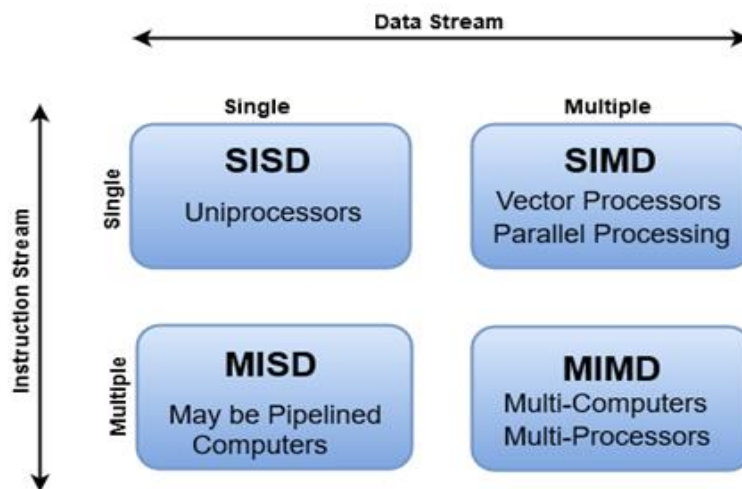 Data Stream
Single
Multiple
Instruction Stream
Single
SISD
Uniprocessors
SIMD
Vector Processors
Parallel Processing
Multiple
MISD
May be Pipelined
Computers
MIMD
Multi-Computers
Multi-Processors